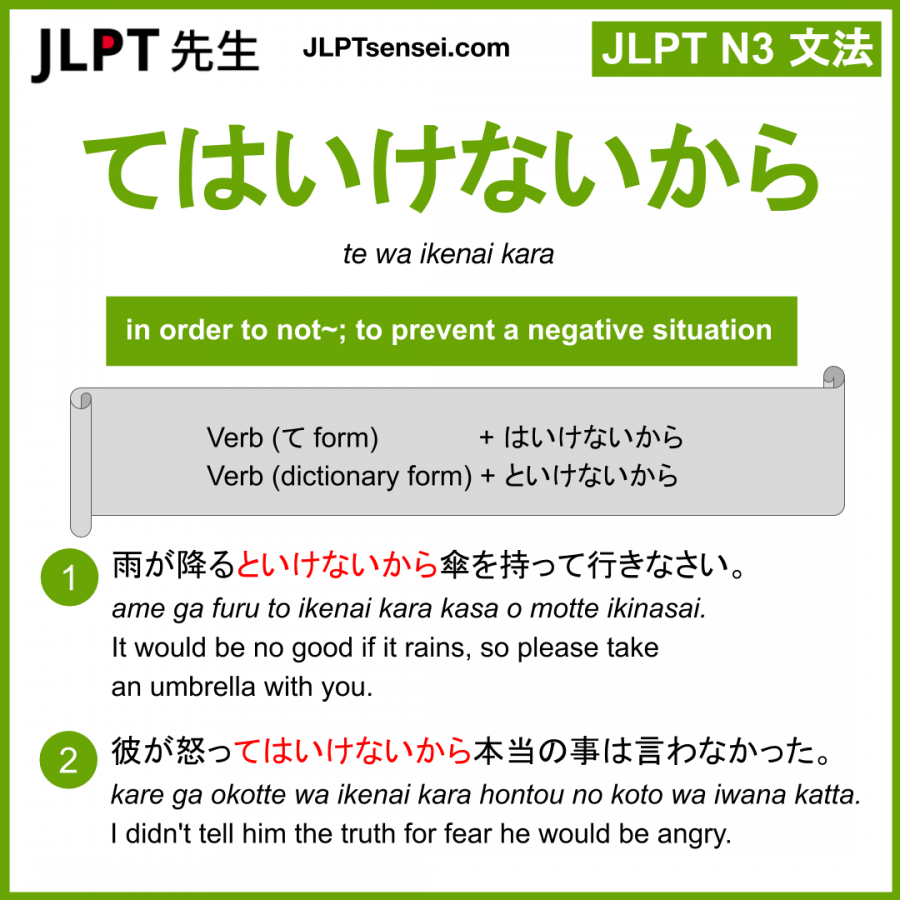 JLPT 先生 JLPTsensei.com JLPT N3 文法
てはいけないから
te wa ikenai kara
in order to not~; to prevent a negative situation
Verb (て form) + はいけないから
Verb (dictionary form) + といけないから
1 雨が降るといけないから傘を持って行きなさい。
ame ga furu to ikenai kara kasa o motte ikinasai.
It would be no good if it rains, so please take
an umbrella with you.
2 彼が怒ってはいけないから本当の事は言わなかった。
kare ga okotte wa ikenai kara hontou no koto wa iwana katta.
I didn't tell him the truth for fear he would be angry.